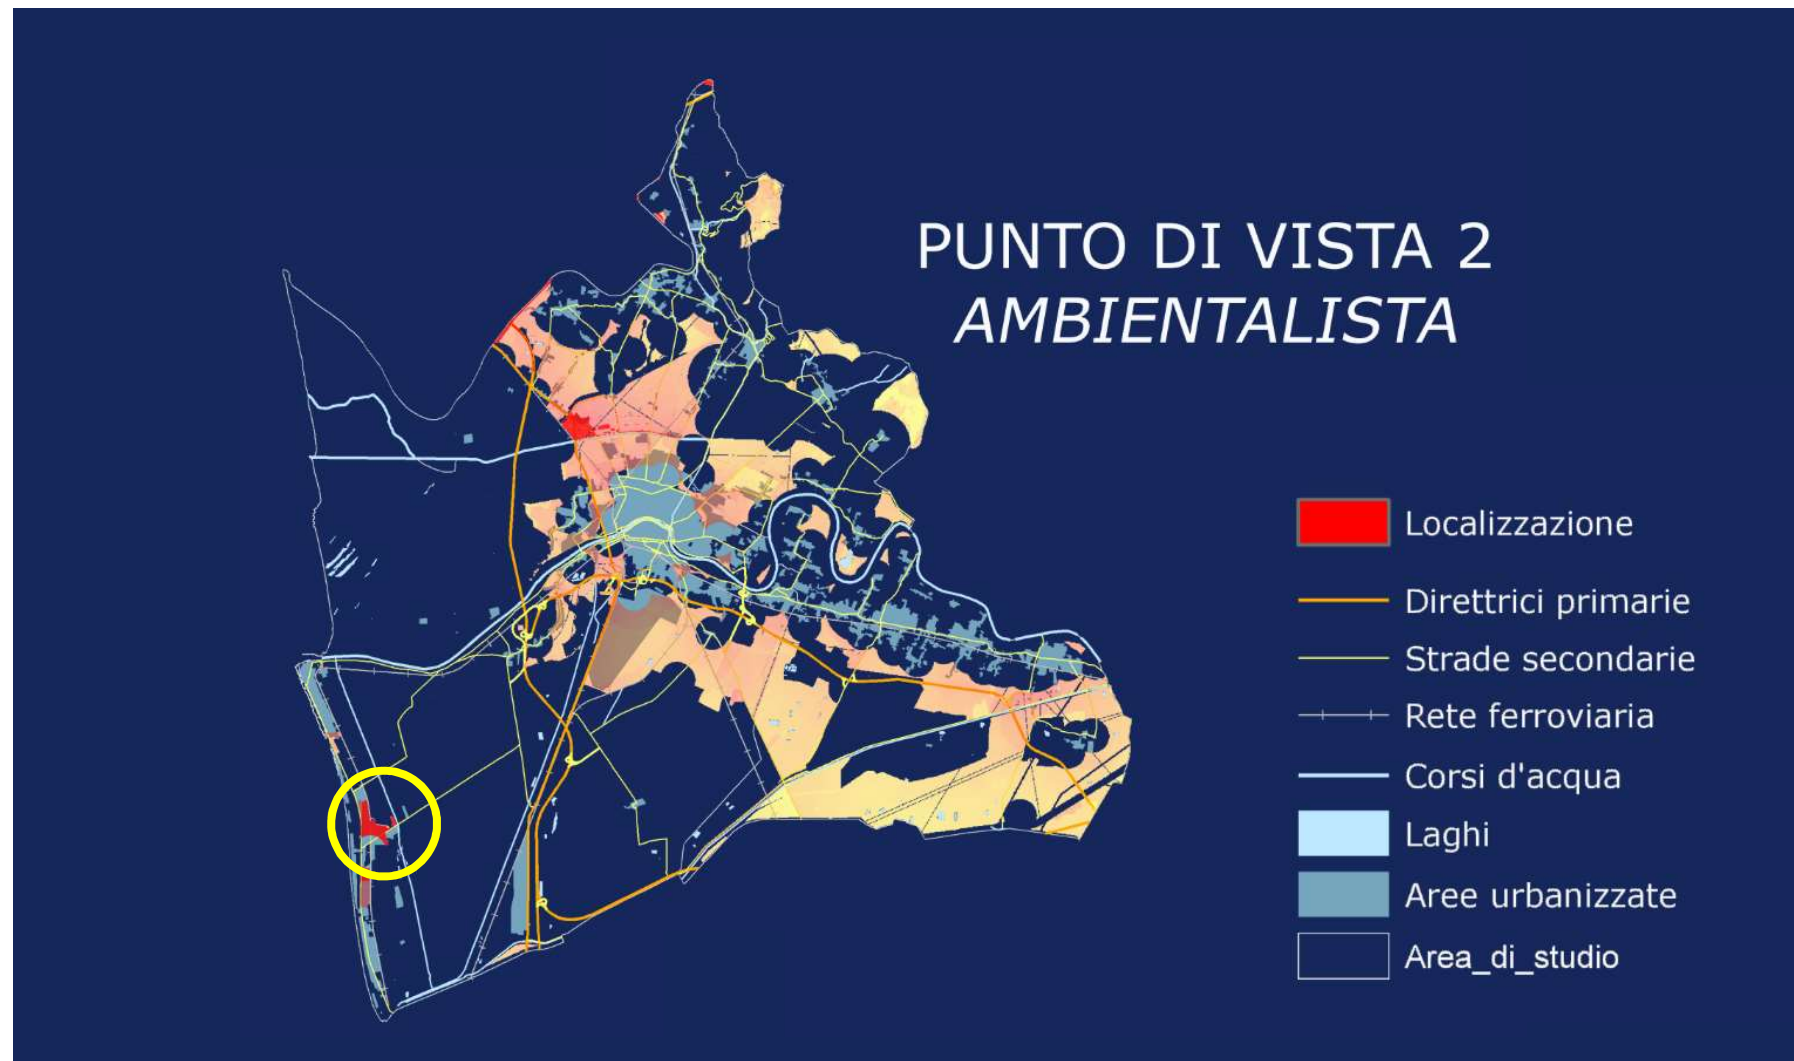 PUNTO DI VISTA 2
AMBIENTALISTA
Localizzazione
Direttrici primarie
Strade secondarie
Rete ferroviaria
Corsi d'acqua
Laghi
Aree urbanizzate
Area_di_studio